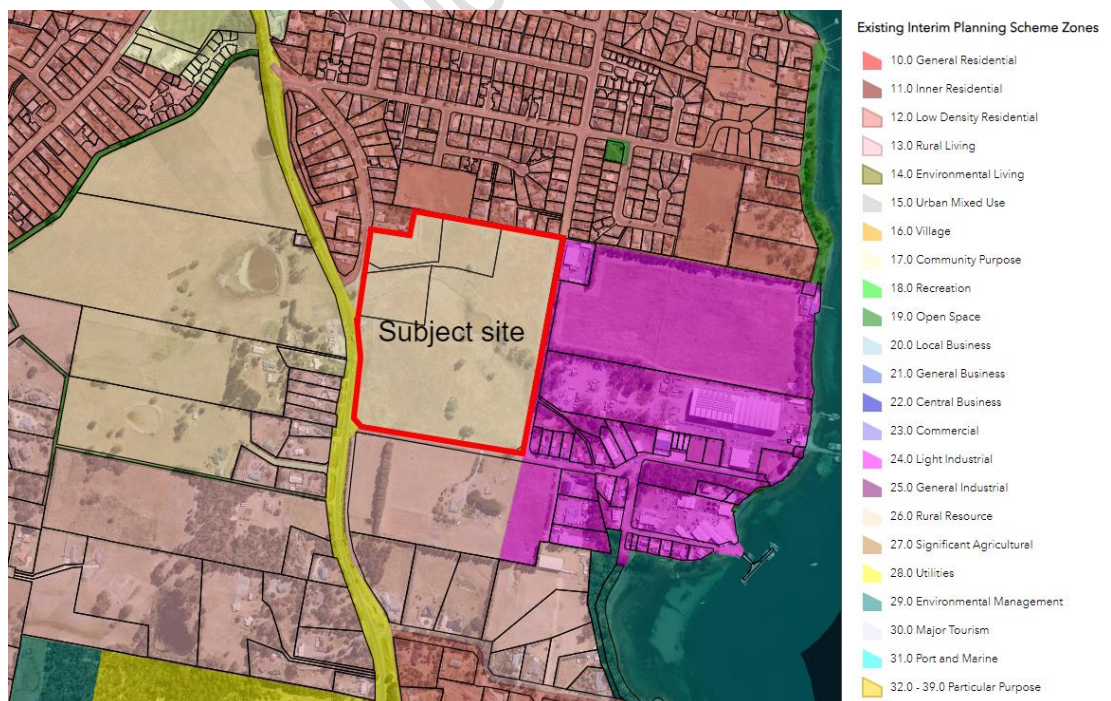 Existing Interim Planning Scheme Zones
10.0 General Residential
11.0 Inner Residential
12.0 Low Density Residential
13.0 Rural Living
14.0 Environmental Living
15.0 Urban Mixed Use
16.0 Village
17.0 Community Purpose
18.0 Recreation
19.0 Open Space
20.0 Local Business
21.0 General Business
22.0 Central Business
23.0 Commercial
24.0 Light Industrial
25.0 General Industrial
26.0 Rural Resource
27.0 Significant Agricultural
28.0 Utilities
29.0 Environmental Management
30.0 Major Tourism
31.0 Port and Marine
32.0 - 39.0 Particular Purpose
Subject site